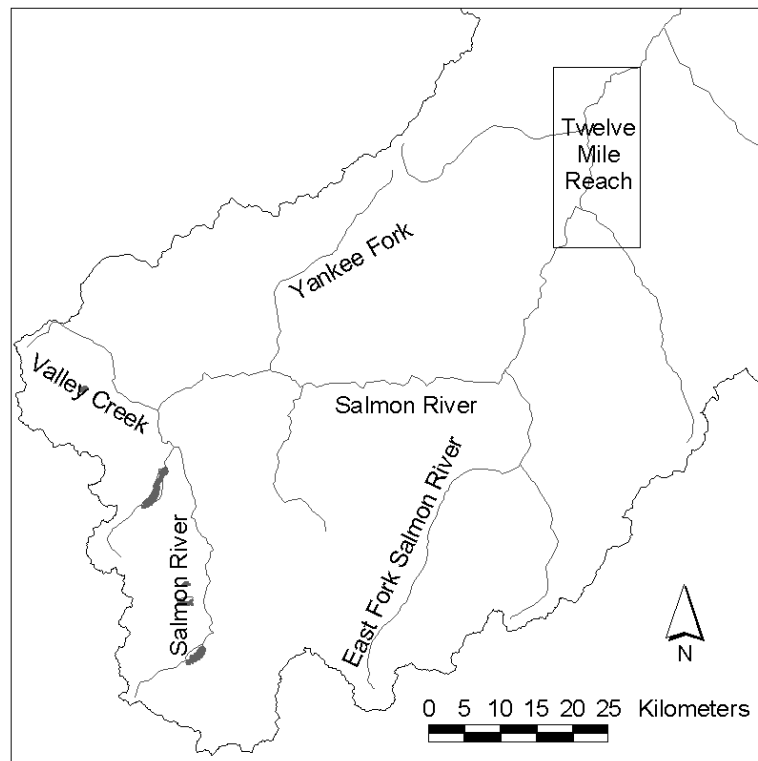 Twelve
Mile
Reach
Yankee Fork
Valley Creek
Salmon River
East Fork Salmon River
Salmon River
N
0 5 10 15 20 25 Kilometers